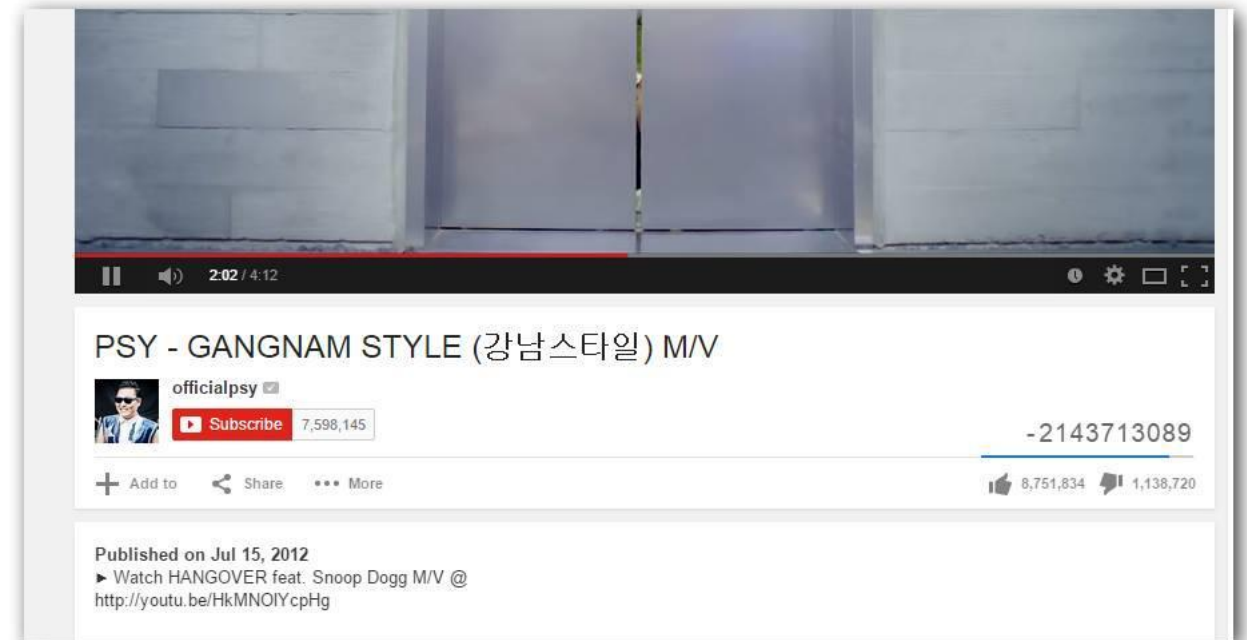 2:02 / 4:12
PSY - GANGNAM STYLE (강남스타일) M/V
officialpsy
Subscribe 7,598,145
-2143713089
Add to Share More
8,751,834 1,138,720
Published on Jul 15, 2012
► Watch HANGOVER feat. Snoop Dogg M/V @
http://youtu.be/HkMNOIYcpHg